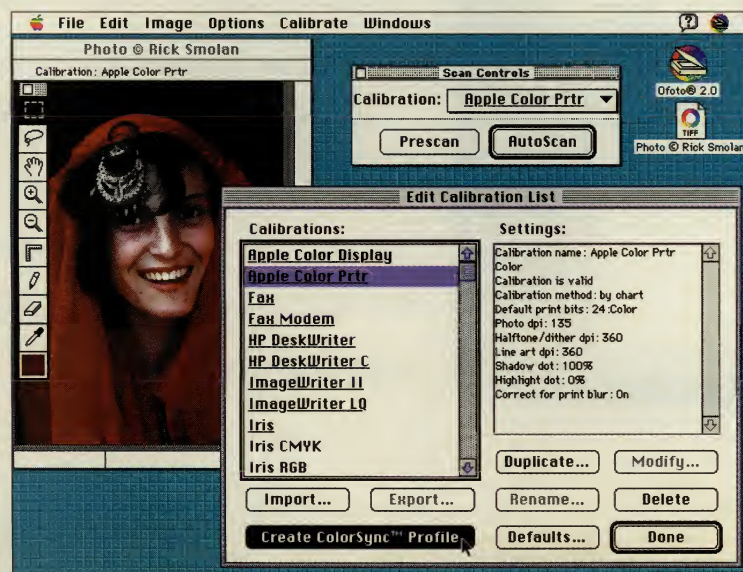 File Edit Image Options Calibrate Windows
Photo © Rick Smolan
Calibration: Apple Color Prtr
Scan Controls
Calibration: Apple Color Prtr
Prescan AutoScan
Ofoto® 2.0
TIFF
Photo © Rick Smolan
Edit Calibration List
Calibrations:
Apple Color Display
Apple Color Prtr
Fax
Fax Modem
HP DeskWriter
HP DeskWriter C
ImageWriter II
ImageWriter LQ
Iris
Iris CMYK
Iris RGB
Settings:
Calibration name: Apple Color Prtr
Color
Calibration is valid
Calibration method: by chart
Default print bits: 24:Color
Photo dpi: 135
Halftone/dither dpi: 360
Line art dpi: 360
Shadow dot: 100%
Highlight dot: 0%
Correct for print blur: On
Duplicate... Modify...
Import... Export... Rename... Delete
Create ColorSync™ Profile Defaults... Done